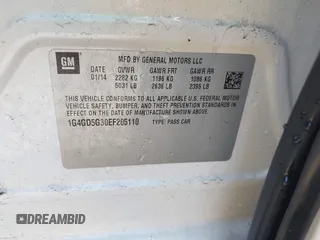 GM
MFD BY GENERAL MOTORS LLC
DATE GVWR GAWR FRT GAWR RR
01/14 2282 KG 1196 KG 1086 KG
5031 LB 2636 LB 2395 LB
THIS VEHICLE CONFORMS TO ALL APPLICABLE U.S. FEDERAL MOTOR
VEHICLE SAFETY, BUMPER, AND THEFT PREVENTION STANDARDS
IN EFFECT ON THE DATE OF MANUFACTURE SHOWN ABOVE.
1G4GD5G30EF205110 TYPE: PASS CAR
DREAMBID